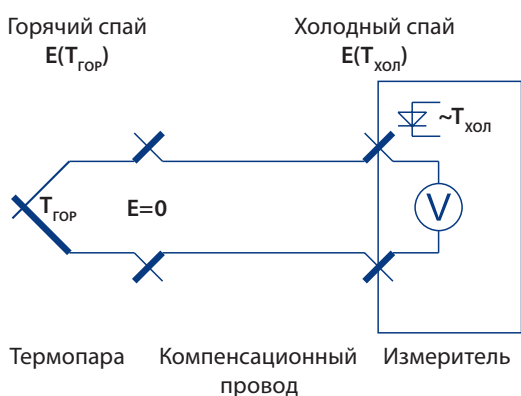 Горячий спай
E(TГОР)
Холодный спай
E(Tхол)
~Tхол
TГОР
E=0
V
Термопара
Компенсационный
провод
Измеритель